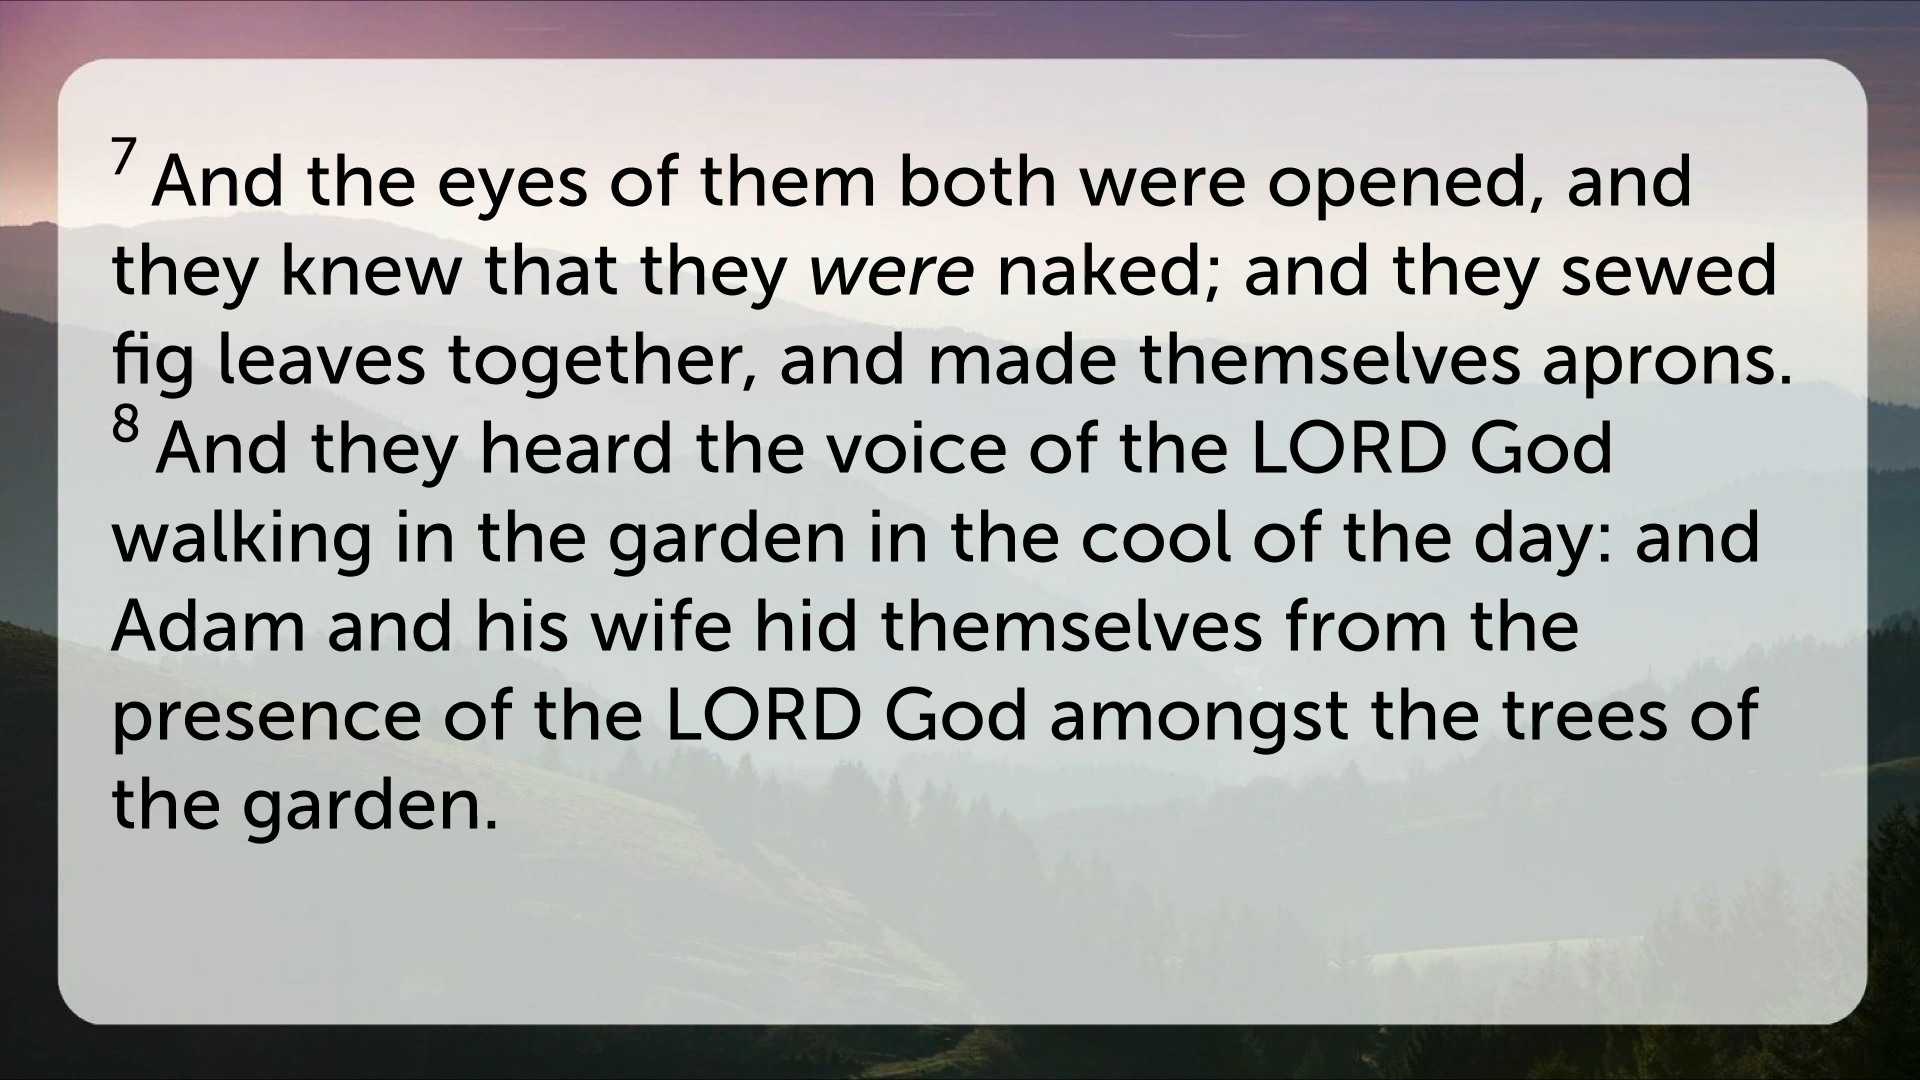 7 And the eyes of them both were opened, and
they knew that they were naked; and they sewed
fig leaves together, and made themselves aprons.
8 And they heard the voice of the LORD God
walking in the garden in the cool of the day: and
Adam and his wife hid themselves from the
presence of the LORD God amongst the trees of
the garden.